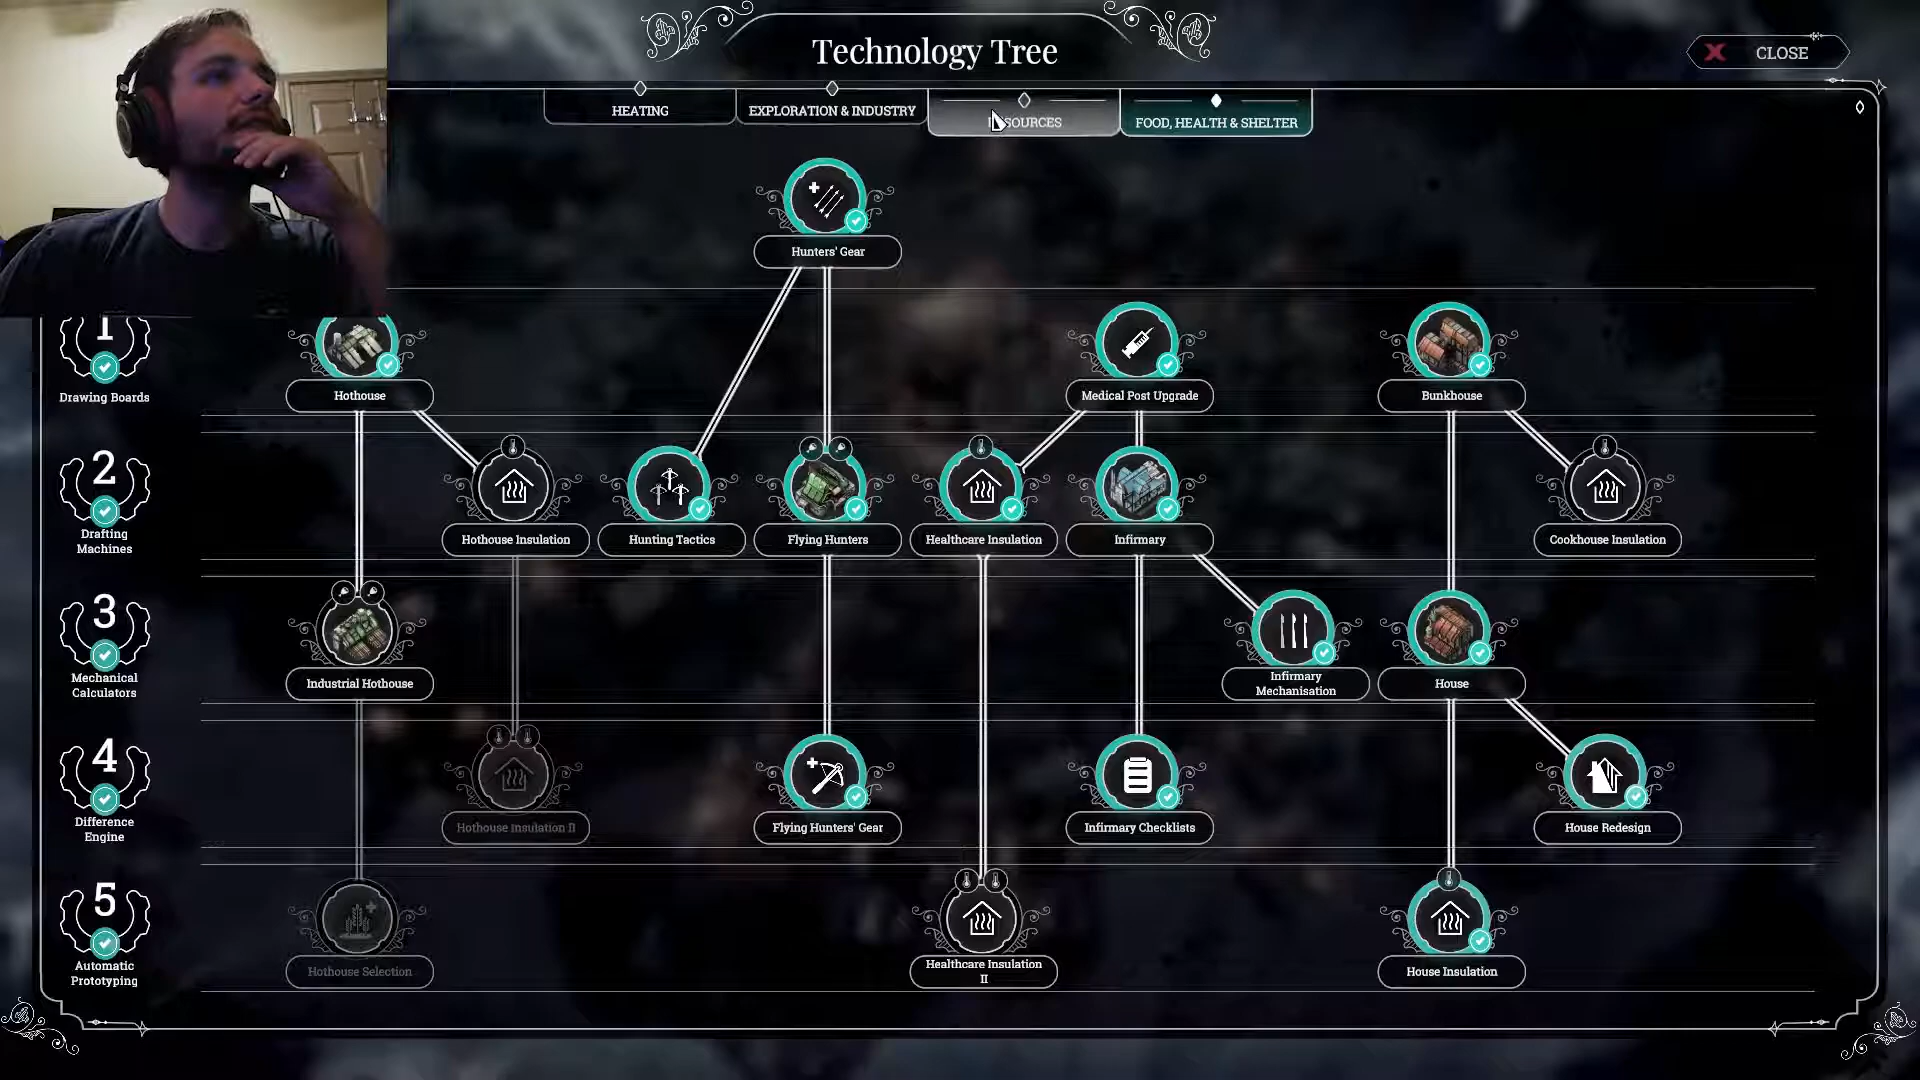 Technology Tree
CLOSE
HEATING
EXPLORATION & INDUSTRY
SOURCES
FOOD, HEALTH & SHELTER
Hunters' Gear
1
Drawing Boards
Hothouse
Medical Post Upgrade
Bunkhouse
2
Drafting
Machines
Hothouse Insulation
Hunting Tactics
Flying Hunters
Healthcare Insulation
Infirmary
Cookhouse Insulation
3
Mechanical
Calculators
Industrial Hothouse
Infirmary
Mechanisation
House
4
Difference
Engine
Hothouse Insulation II
Flying Hunters' Gear
Infirmary Checklists
House Redesign
5
Automatic
Prototyping
Hothouse Selection
Healthcare Insulation
II
House Insulation